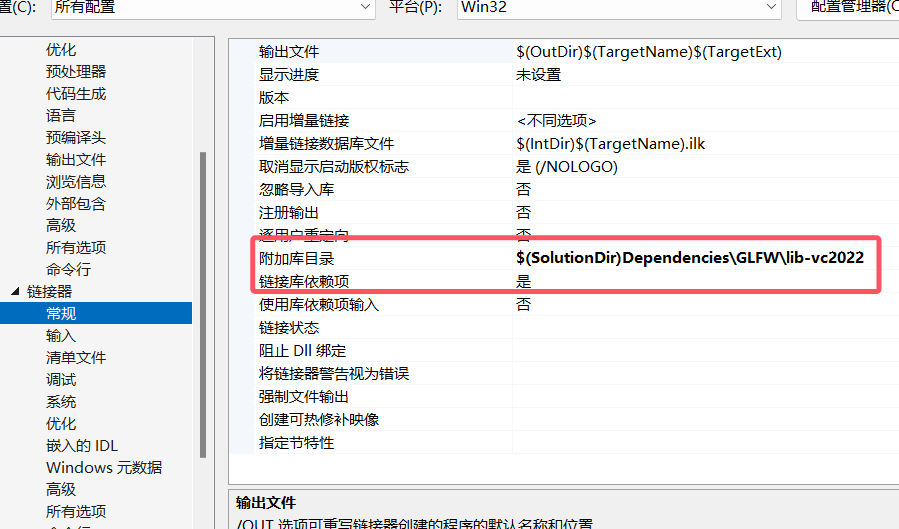 置(C):
所有配置
平台(P):
Win32
配置管理器(O
优化
预处理器
代码生成
语言
预编译头
输出文件
浏览信息
外部包含
高级
所有选项
命令行
链接器
常规
输入
清单文件
调试
系统
优化
嵌入的 IDL
Windows 元数据
高级
所有选项
命令行
输出文件 $(OutDir)$(TargetName)$(TargetExt)
显示进度 未设置
版本
启用增量链接 <不同选项>
增量链接数据库文件 $(IntDir)$(TargetName).ilk
取消显示启动版权标志 是 (/NOLOGO)
忽略导入库 否
注册输出 否
逐用户重定向 否
附加库目录 $(SolutionDir)Dependencies\GLFW\lib-vc2022
链接库依赖项 是
使用库依赖项输入 否
链接状态
阻止 Dll 绑定
将链接器警告视为错误
强制文件输出
创建可热修补映像
指定节特性
输出文件
/OUT 选项可重写链接器创建的程序的默认名称和位置